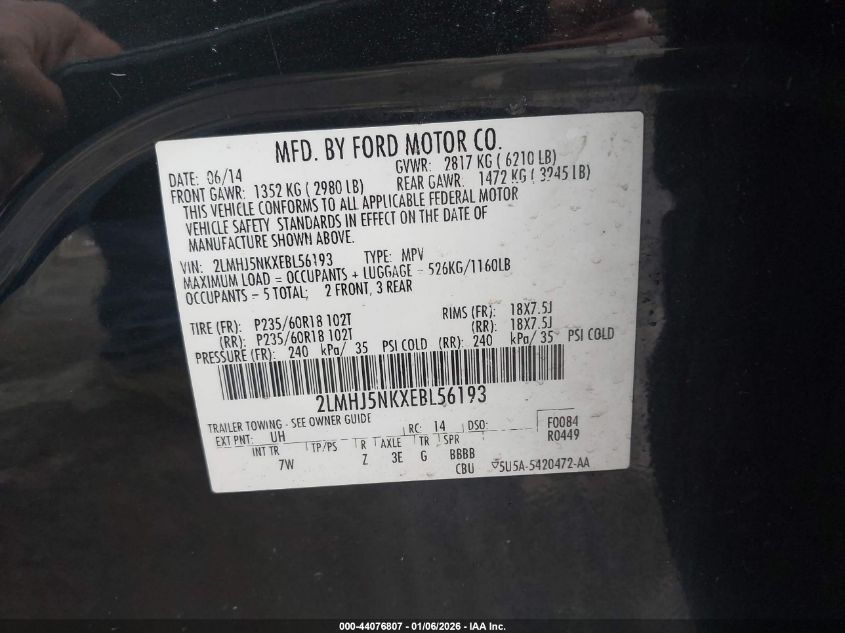 MFD. BY FORD MOTOR CO.
DATE: 06/14 GVWR: 2817 KG ( 6210 LB)
FRONT GAWR: 1352 KG ( 2980 LB) REAR GAWR: 1472 KG ( 3245 LB)
THIS VEHICLE CONFORMS TO ALL APPLICABLE FEDERAL MOTOR
VEHICLE SAFETY STANDARDS IN EFFECT ON THE DATE OF
MANUFACTURE SHOWN ABOVE.
VIN: 2LMHJ5NKXEBL56193 TYPE: MPV
MAXIMUM LOAD = OCCUPANTS + LUGGAGE - 526KG/1160LB
OCCUPANTS = 5 TOTAL; 2 FRONT, 3 REAR
TIRE (FR): P235/60R18 102T RIMS (FR): 18X7.5J
(RR): P235/60R18 102T (RR): 18X7.5J
PRESSURE (FR): 240 kPa/ 35 PSI COLD (RR): 240 kPa/ 35 PSI COLD
2LMHJ5NKXEBL56193
TRAILER TOWING - SEE OWNER GUIDE
EXT PNT: UH RC: 14 DSO: F0084
INT TR TP/PS R AXLE TR SPR R0449
7W Z 3E G BBBB
CBU 5U5A-5420472-AA
000-44076807 - 01/06/2026 - IAA Inc.